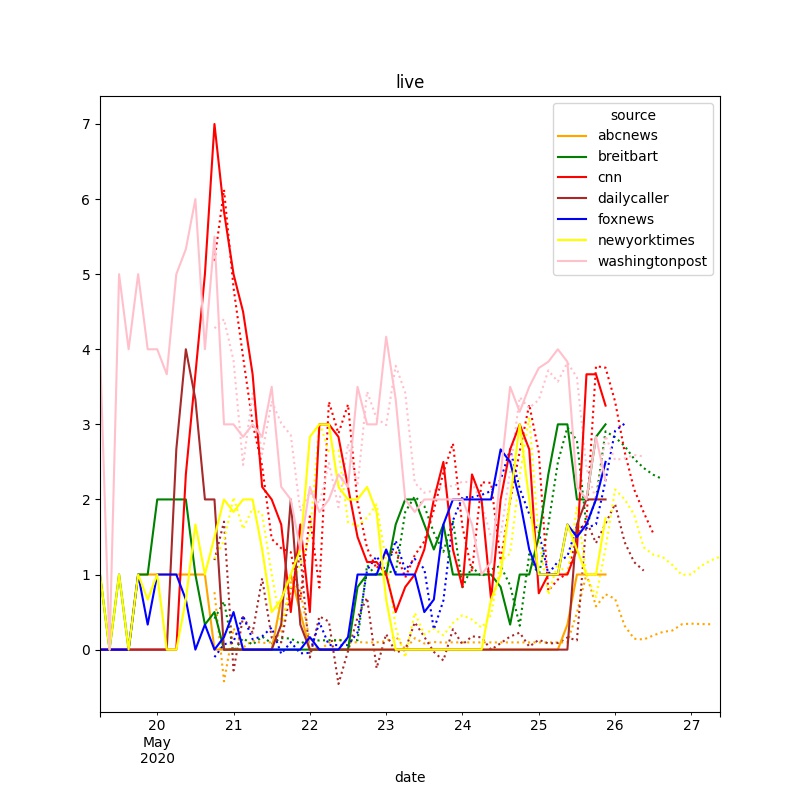 live
source
abcnews
breitbart
cnn
dailycaller
foxnews
newyorktimes
washingtonpost
7
6
5
4
3
2
1
0
20 21 22 23 24 25 26 27
May
2020
date